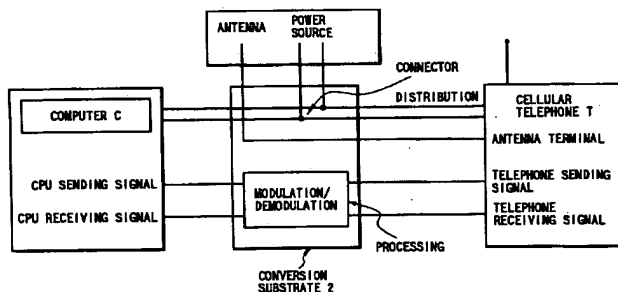 ANTENNA
POWER
SOURCE
CONNECTOR
DISTRIBUTION
COMPUTER C
CELLULAR
TELEPHONE T
ANTENNA TERMINAL
CPU SENDING SIGNAL
MODULATION/
DEMODULATION
TELEPHONE SENDING
SIGNAL
CPU RECEIVING SIGNAL
TELEPHONE
RECEIVING SIGNAL
PROCESSING
CONVERSION
SUBSTRATE 2